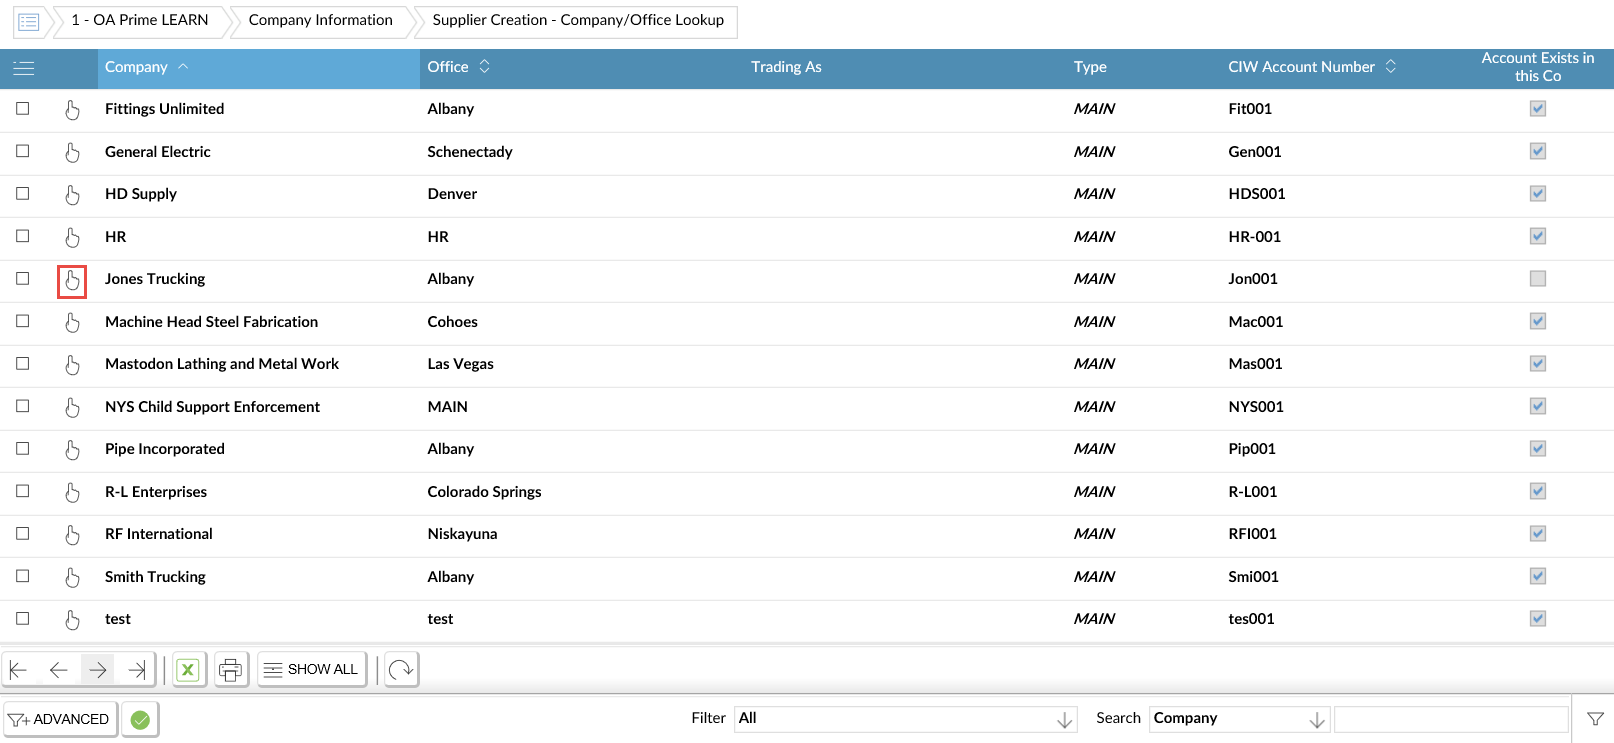 1 - OA Prime LEARN Company Information Supplier Creation - Company/Office Lookup
Company Office Trading As Type CIW Account Number Account Exists in this Co
Fittings Unlimited Albany MAIN Fit001
General Electric Schenectady MAIN Gen001
HD Supply Denver MAIN HDS001
HR HR MAIN HR-001
Jones Trucking Albany MAIN Jon001
Machine Head Steel Fabrication Cohoes MAIN Mac001
Mastodon Lathing and Metal Work Las Vegas MAIN Mas001
NYS Child Support Enforcement MAIN MAIN NYS001
Pipe Incorporated Albany MAIN Pip001
R-L Enterprises Colorado Springs MAIN R-L001
RF International Niskayuna MAIN RFI001
Smith Trucking Albany MAIN Smi001
test test MAIN tes001
SHOW ALL
ADVANCED Filter All Search Company